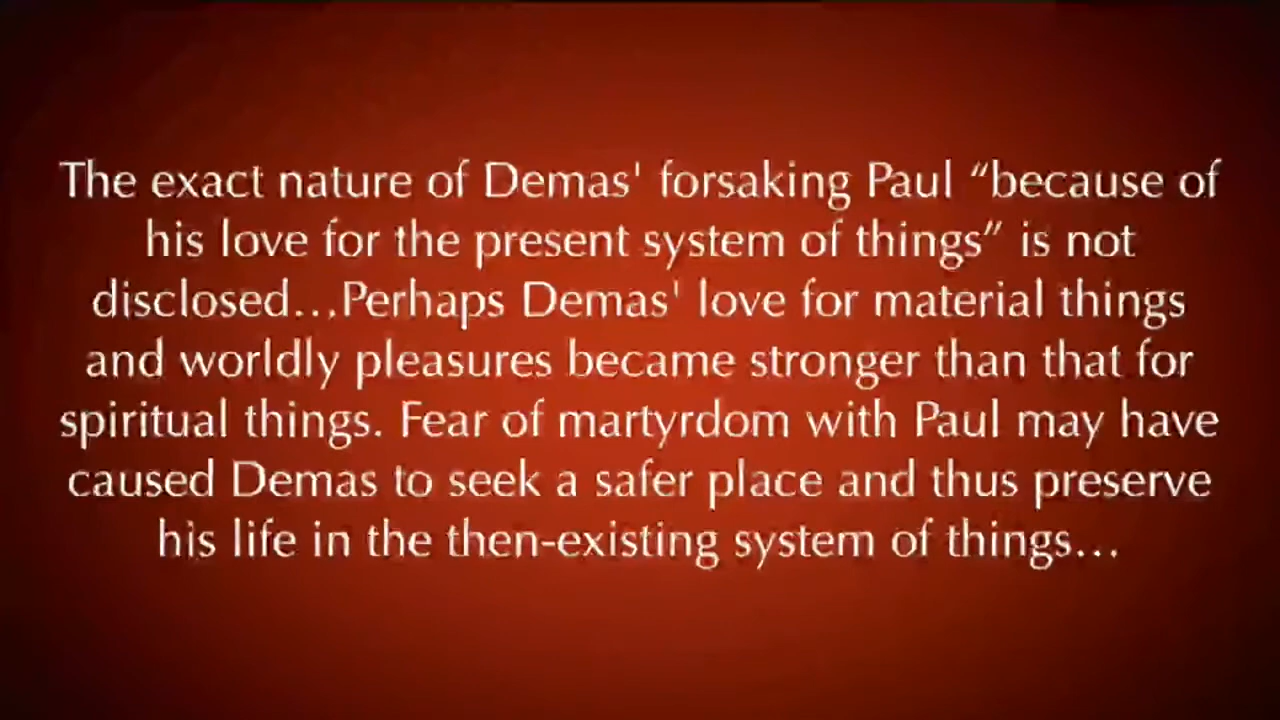 The exact nature of Demas' forsaking Paul “because of
his love for the present system of things” is not
disclosed...Perhaps Demas' love for material things
and worldly pleasures became stronger than that for
spiritual things. Fear of martyrdom with Paul may have
caused Demas to seek a safer place and thus preserve
his life in the then-existing system of things...